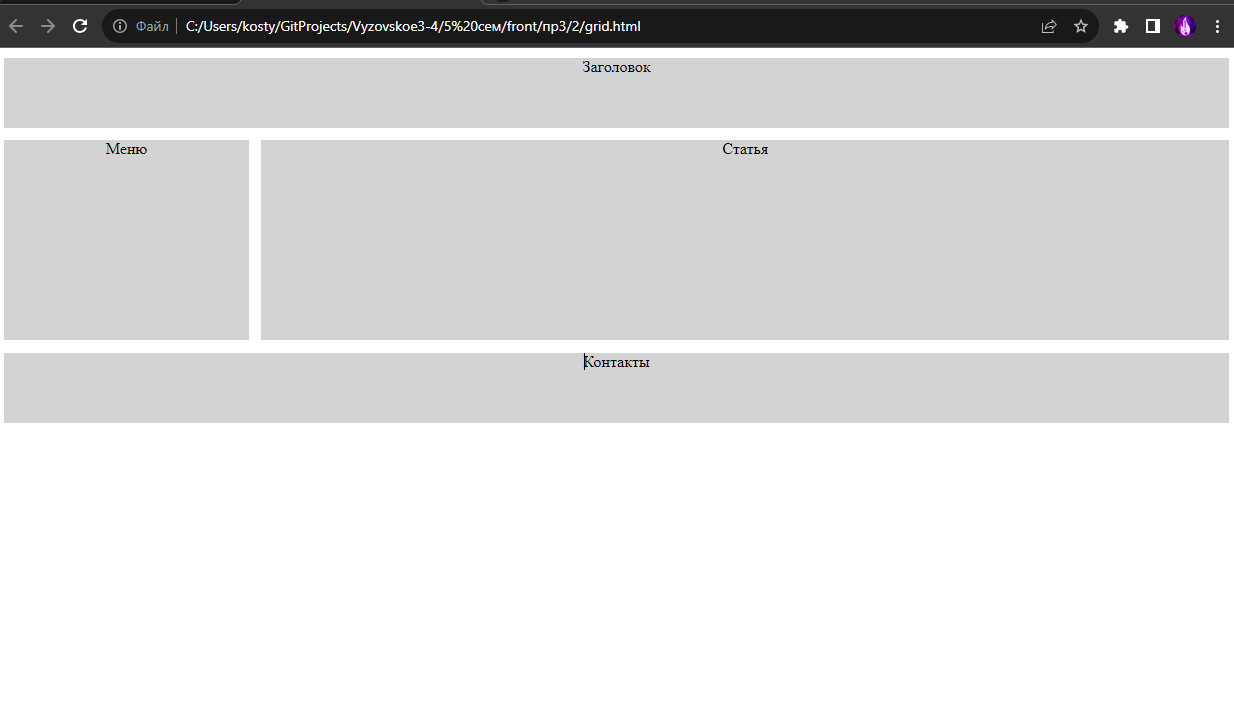 Файл C:/Users/kosty/GitProjects/Vyzovskoe3-4/5%20сем/front/пр3/2/grid.html
Заголовок
Меню Статья
Контакты